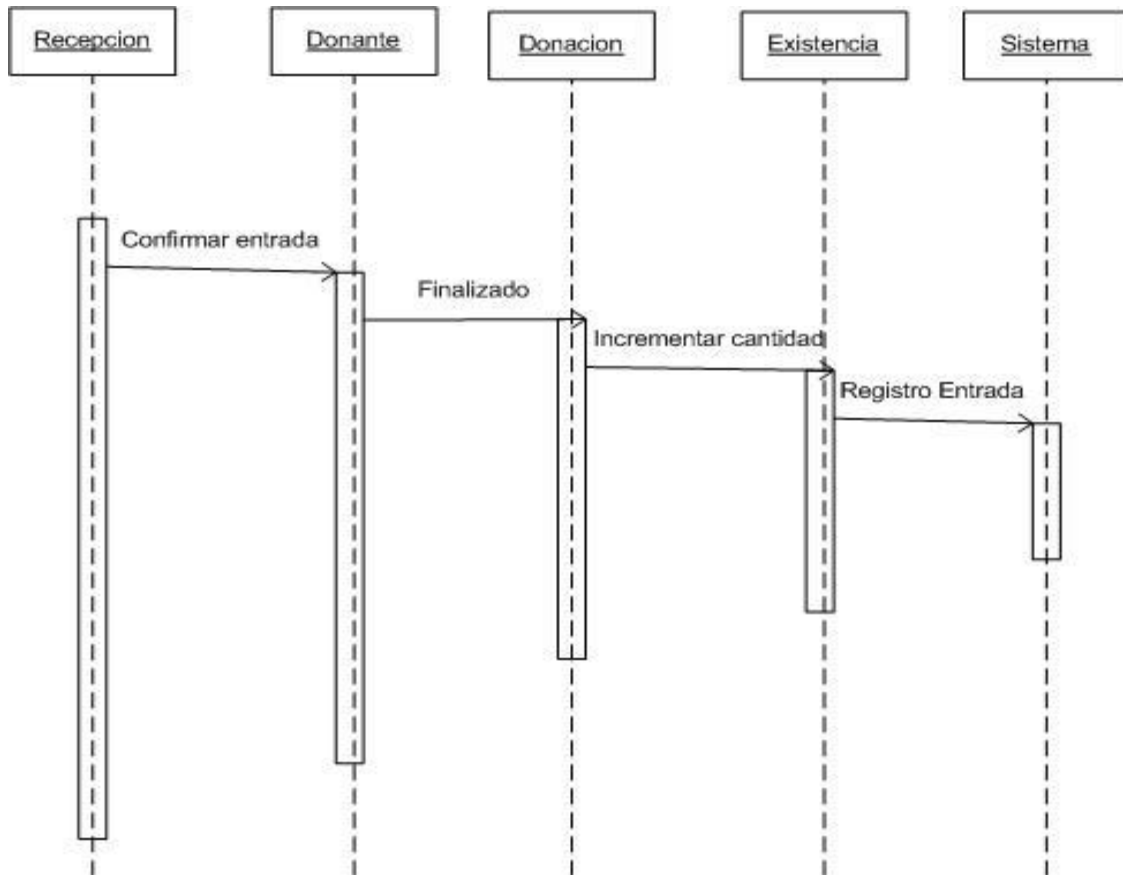 Recepcion
Donante
Donacion
Existencia
Sistema
Confirmar entrada
Finalizado
Incrementar cantidad
Registro Entrada